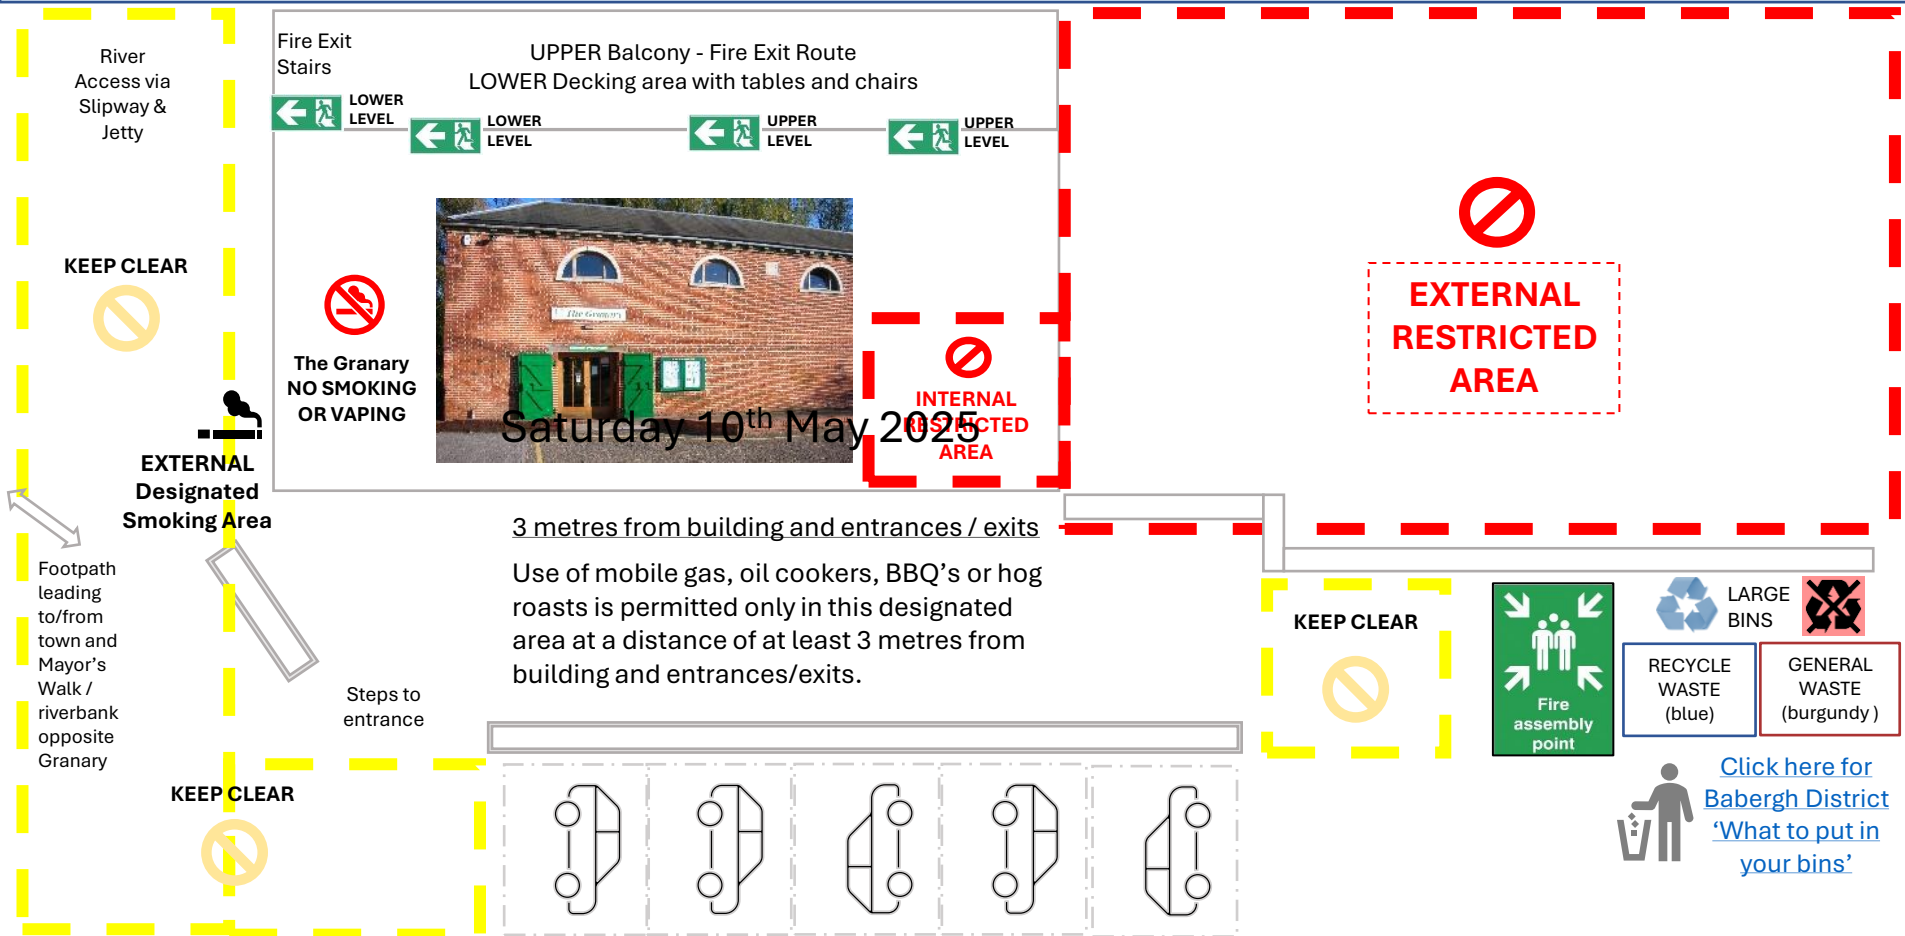 River
Access via
Slipway &
Jetty
KEEP CLEAR
Fire Exit
Stairs
UPPER Balcony - Fire Exit Route
LOWER Decking area with tables and chairs
LOWER
LEVEL
LOWER
LEVEL
UPPER
LEVEL
UPPER
LEVEL
The Granary
NO SMOKING
OR VAPING
The Granary
Saturday 10th May 2025
INTERNAL
RESTRICTED
AREA
EXTERNAL
RESTRICTED
AREA
EXTERNAL
Designated
Smoking Area
Footpath
leading
to/from
town and
Mayor's
Walk /
riverbank
opposite
Granary
Steps to
entrance
KEEP CLEAR
3 metres from building and entrances / exits
Use of mobile gas, oil cookers, BBQ's or hog
roasts is permitted only in this designated
area at a distance of at least 3 metres from
building and entrances/exits.
KEEP CLEAR
Fire
assembly
point
LARGE
BINS
RECYCLE
WASTE
(blue)
GENERAL
WASTE
(burgundy )
Click here for
Babergh District
‘What to put in
your bins’